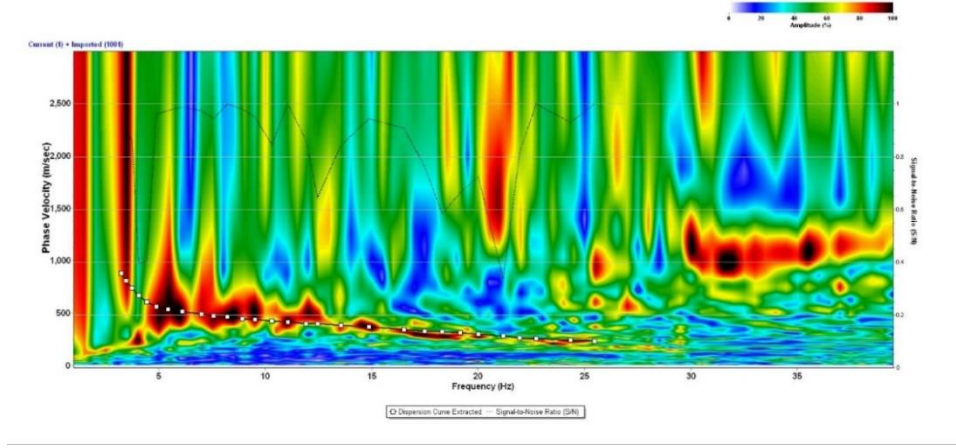 0 20 40 60 80 100
Amplitude (%)
Current (1) + Imported (1001)
Phase Velocity (m/sec)
2,500
2,000
1,500
1,000
500
0
1
0.8
0.6
0.4
0.2
0
Signal-to-Noise Ratio (S/N)
5 10 15 20 25 30 35
Frequency (Hz)
Dispersion Curve Extracted Signal-to-Noise Ratio (S/N)